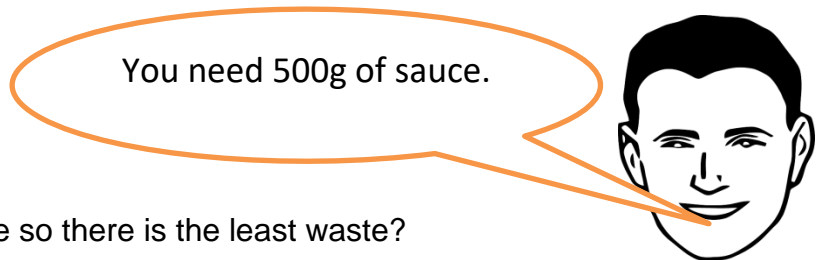 You need 500g of sauce.
e so there is the least waste?